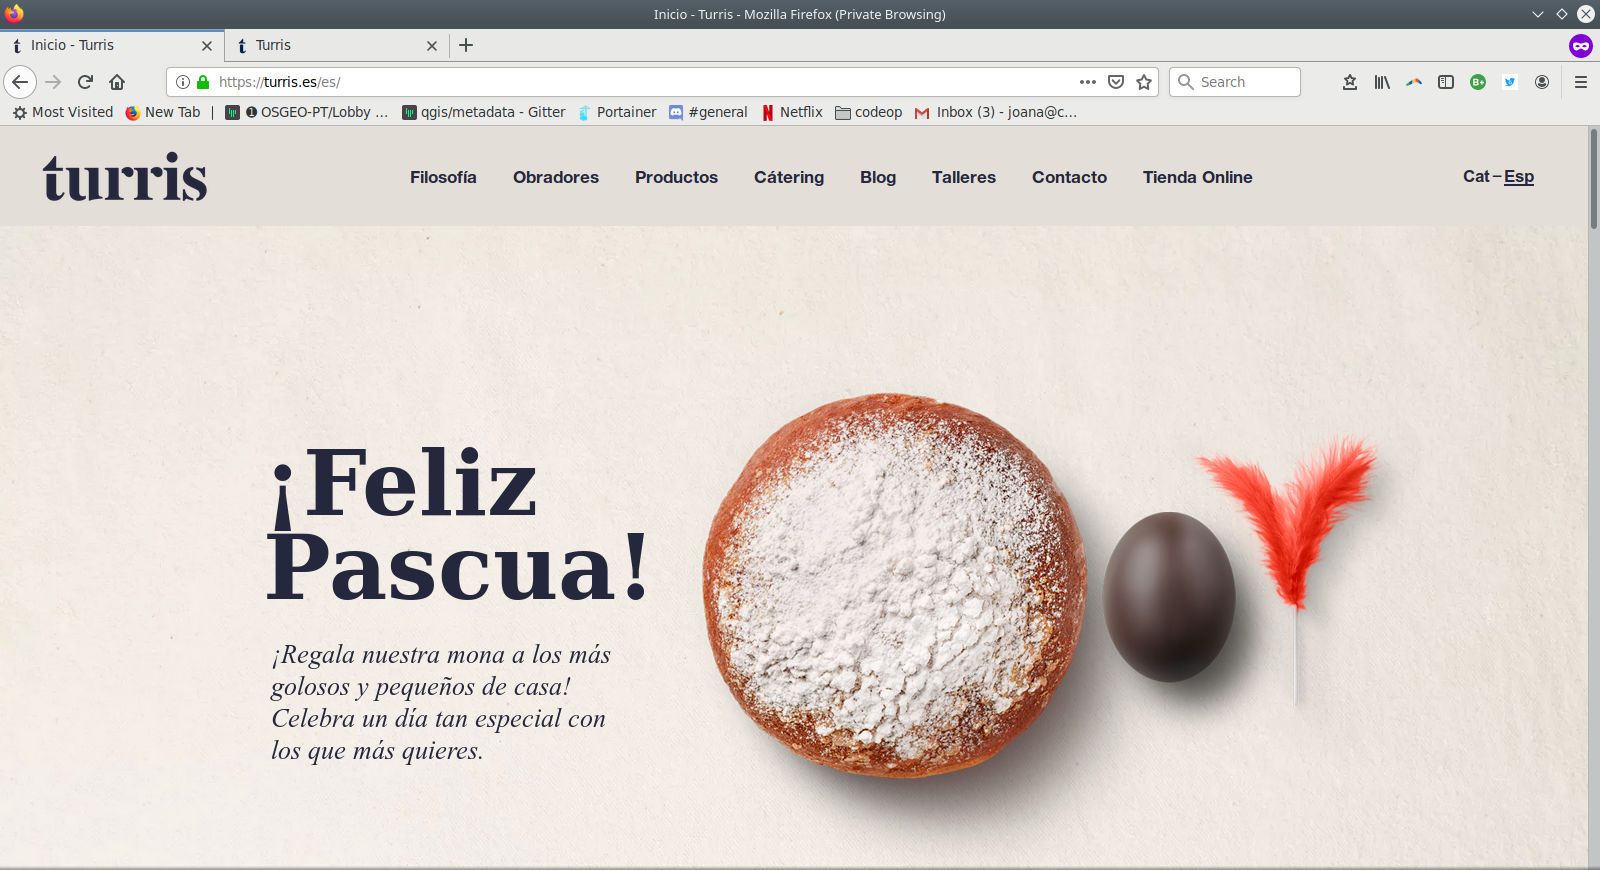 Inicio - Turris - Mozilla Firefox (Private Browsing)
Inicio - Turris
Turris
https://turris.es/es/
Search
Most Visited
New Tab
OSGEO-PT/Lobby ...
qgis/metadata - Gitter
Portainer
#general
Netflix
codeop
Inbox (3) - joana@c...
turris
Filosofía
Obradores
Productos
Cátering
Blog
Talleres
Contacto
Tienda Online
Cat – Esp
¡Feliz
Pascua!
¡Regala nuestra mona a los más
golosos y pequeños de casa!
Celebra un día tan especial con
los que más quieres.